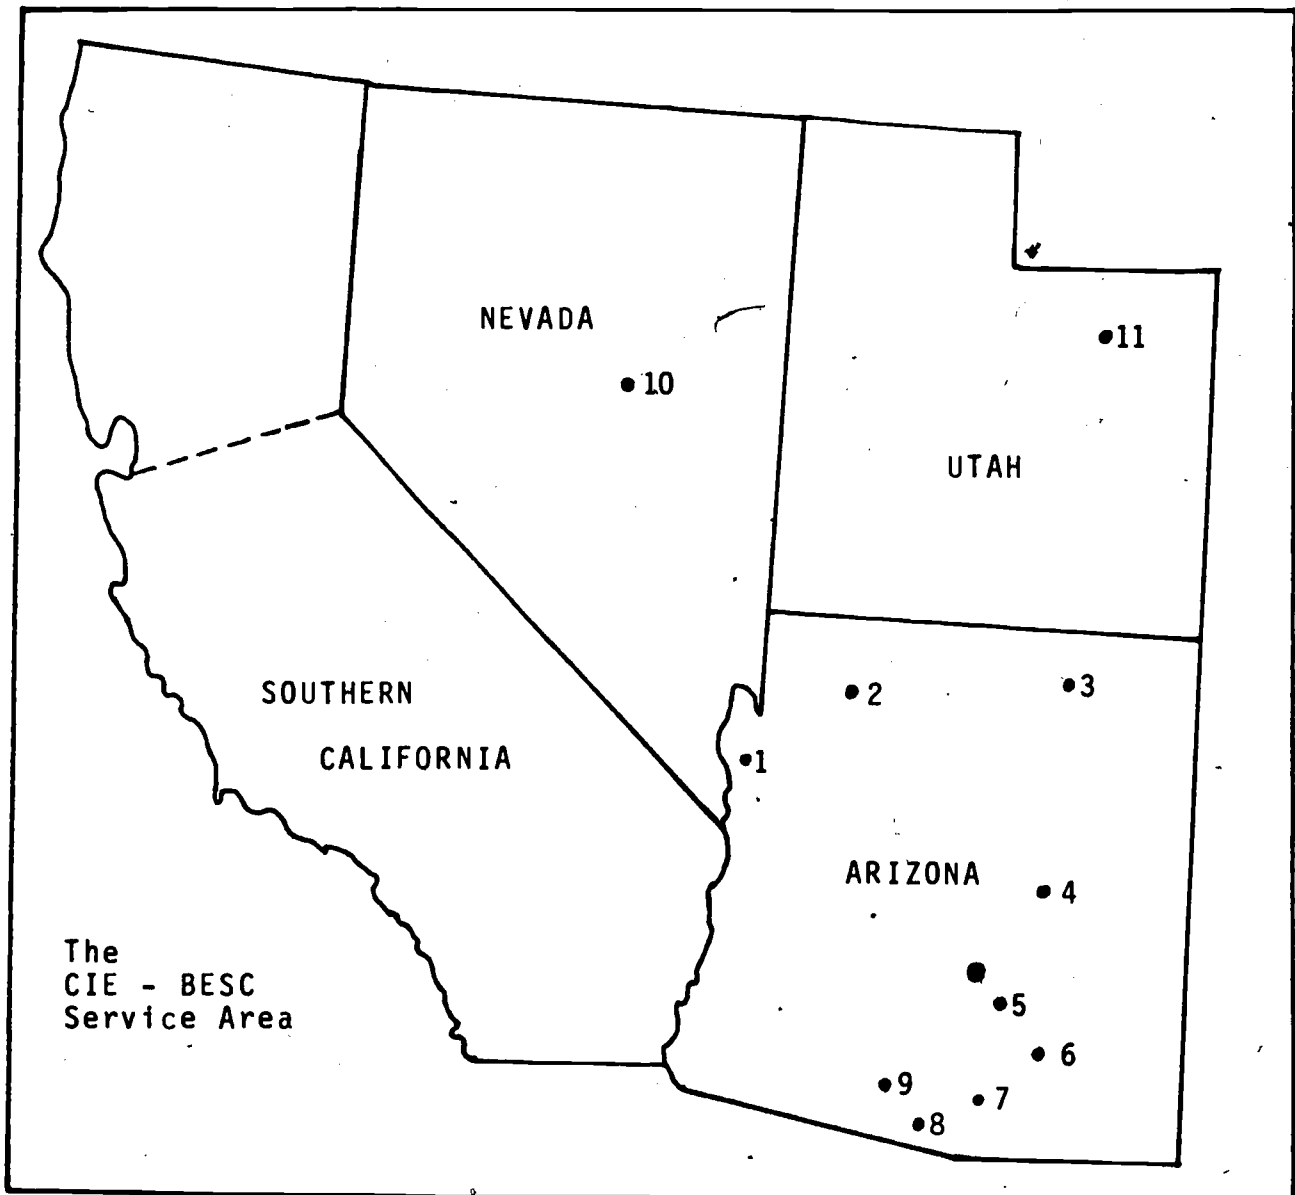 NEVADA
10
11
UTAH
2
3
SOUTHERN
CALIFORNIA
1
ARIZONA
4
The
CIE - BESC
Service Area
5
6
9
7
8